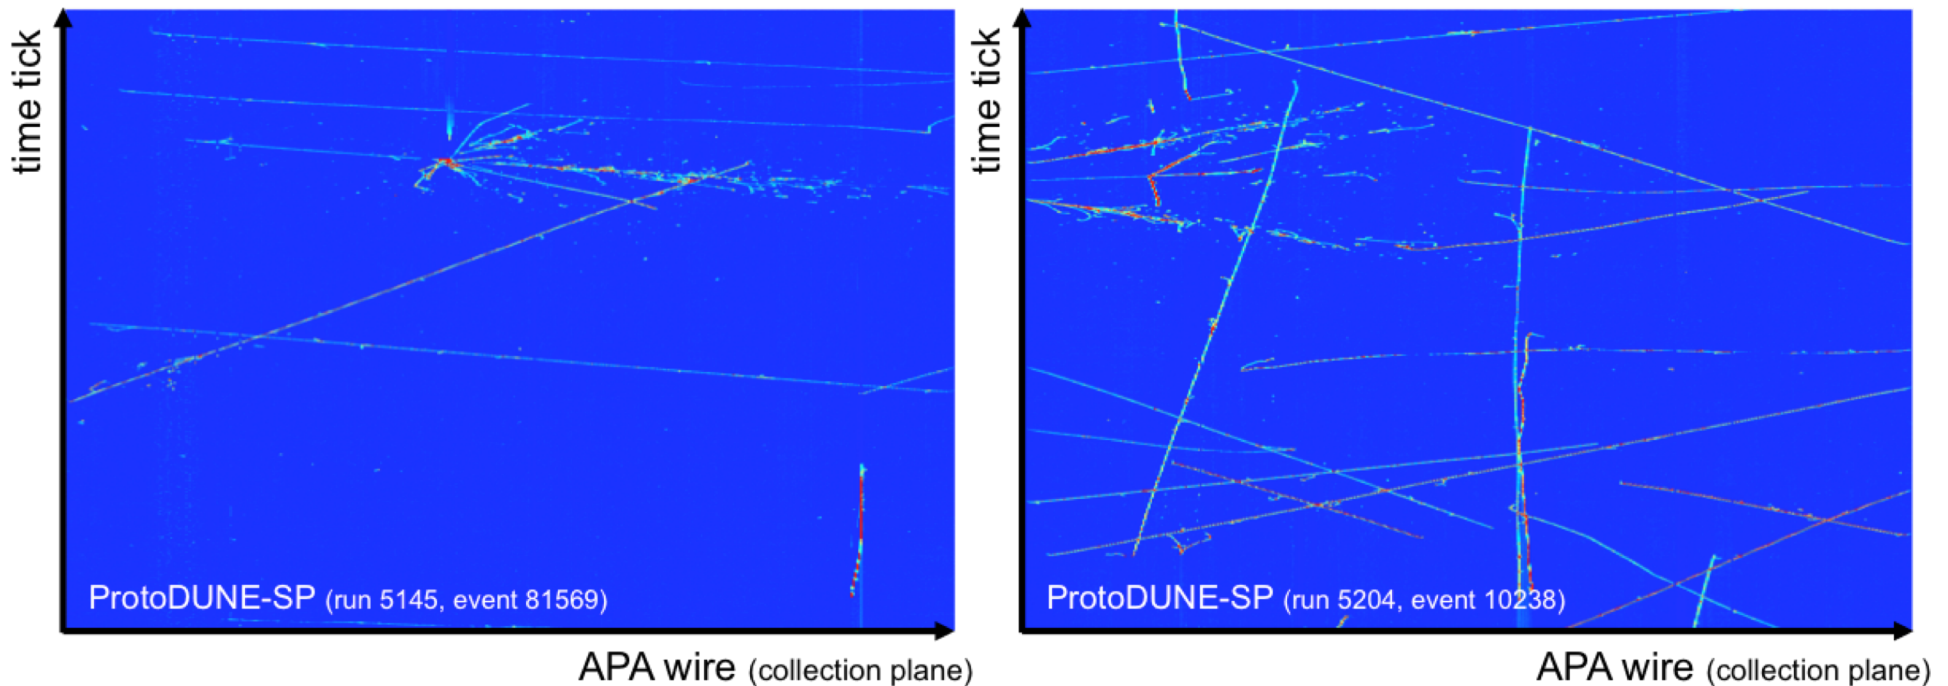 time tick
ProtoDUNE-SP (run 5145, event 81569)
APA wire (collection plane)
time tick
ProtoDUNE-SP (run 5204, event 10238)
APA wire (collection plane)